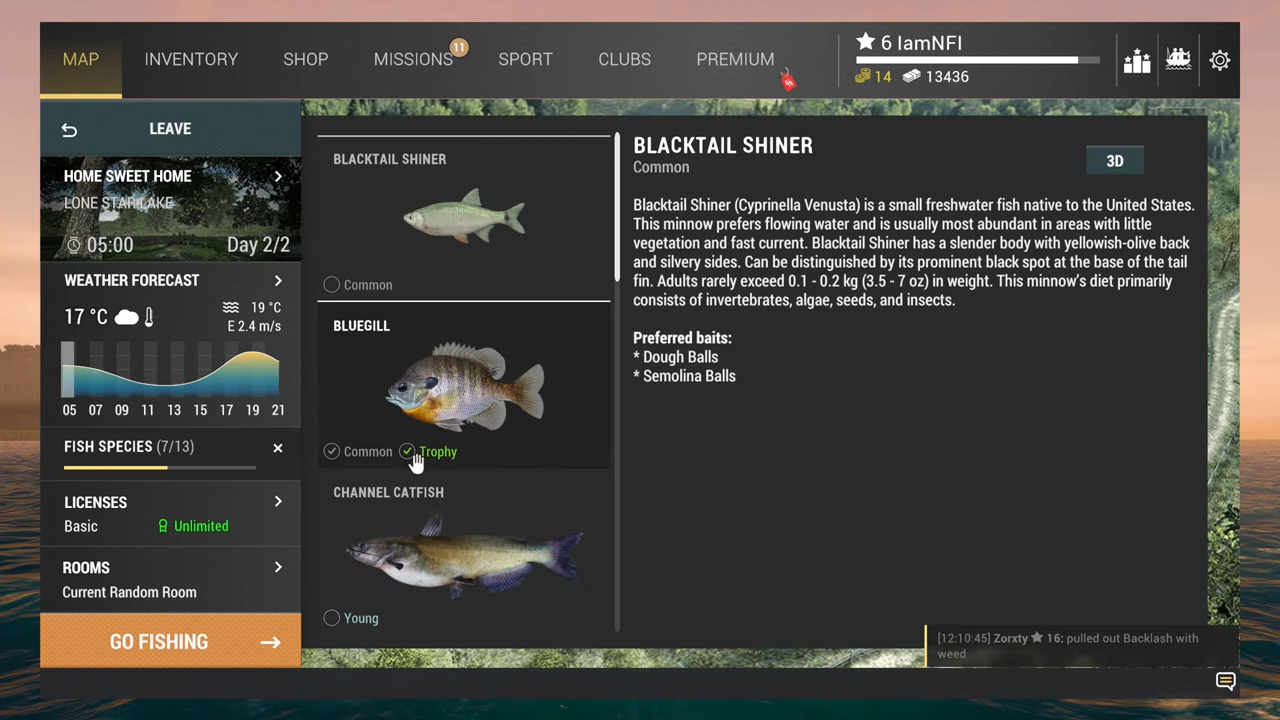 MAP
INVENTORY
SHOP
MISSIONS
11
SPORT
CLUBS
PREMIUM
%
6 IamNFI
14
13436
LEAVE
HOME SWEET HOME
LONE STAR LAKE
05:00
Day 2/2
WEATHER FORECAST
17 °C
19 °C
E 2.4 m/s
05 07 09 11 13 15 17 19 21
FISH SPECIES (7/13)
LICENSES
Basic
Unlimited
ROOMS
Current Random Room
GO FISHING
BLACKTAIL SHINER
Common
BLUEGILL
Common
Trophy
CHANNEL CATFISH
Young
BLACKTAIL SHINER
Common
3D
Blacktail Shiner (Cyprinella Venusta) is a small freshwater fish native to the United States.
This minnow prefers flowing water and is usually most abundant in areas with little
vegetation and fast current. Blacktail Shiner has a slender body with yellowish-olive back
and silvery sides. Can be distinguished by its prominent black spot at the base of the tail
fin. Adults rarely exceed 0.1 - 0.2 kg (3.5 - 7 oz) in weight. This minnow's diet primarily
consists of invertebrates, algae, seeds, and insects.
Preferred baits:
* Dough Balls
* Semolina Balls
[12:10:45] Zorxty 16: pulled out Backlash with
weed